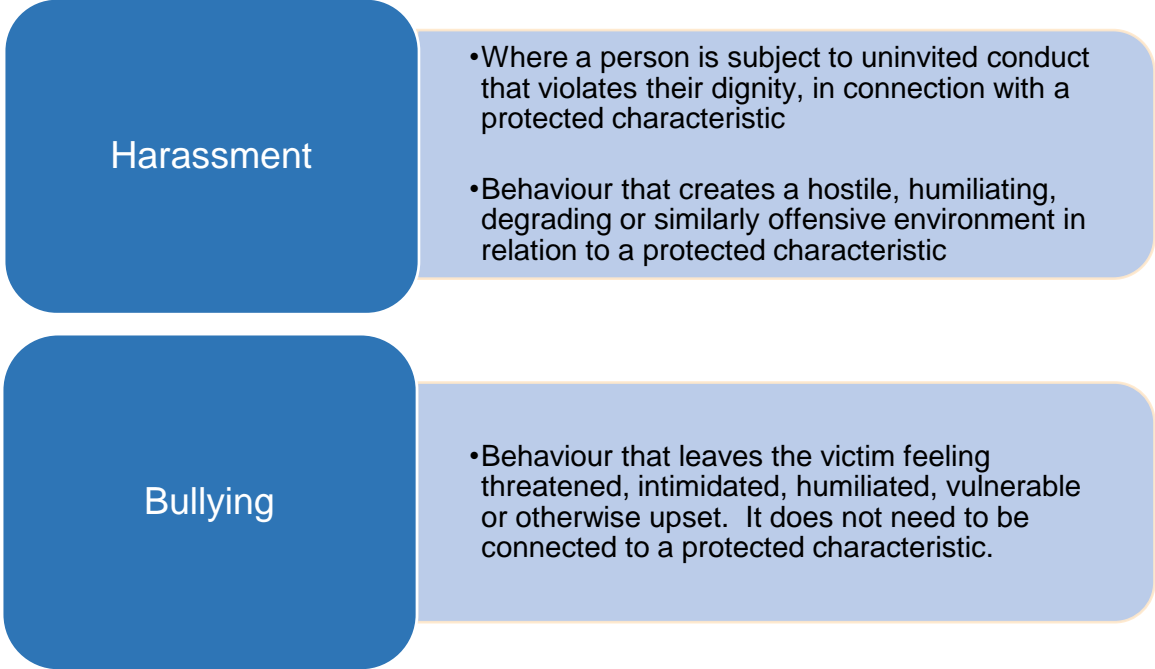 Harassment
•Where a person is subject to uninvited conduct
that violates their dignity, in connection with a
protected characteristic
•Behaviour that creates a hostile, humiliating,
degrading or similarly offensive environment in
relation to a protected characteristic
Bullying
•Behaviour that leaves the victim feeling
threatened, intimidated, humiliated, vulnerable
or otherwise upset.  It does not need to be
connected to a protected characteristic.